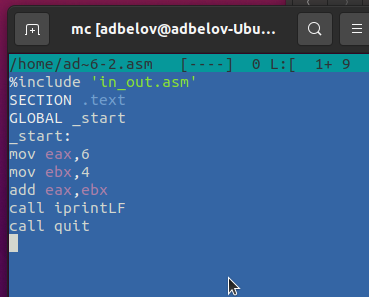 mc [adbelov@adbelov-Ubu...
/home/ad~6-2.asm   [----]  0 L:[  1+ 9
%include 'in_out.asm'
SECTION .text
GLOBAL _start
_start:
mov eax,6
mov ebx,4
add eax,ebx
call iprintLF
call quit